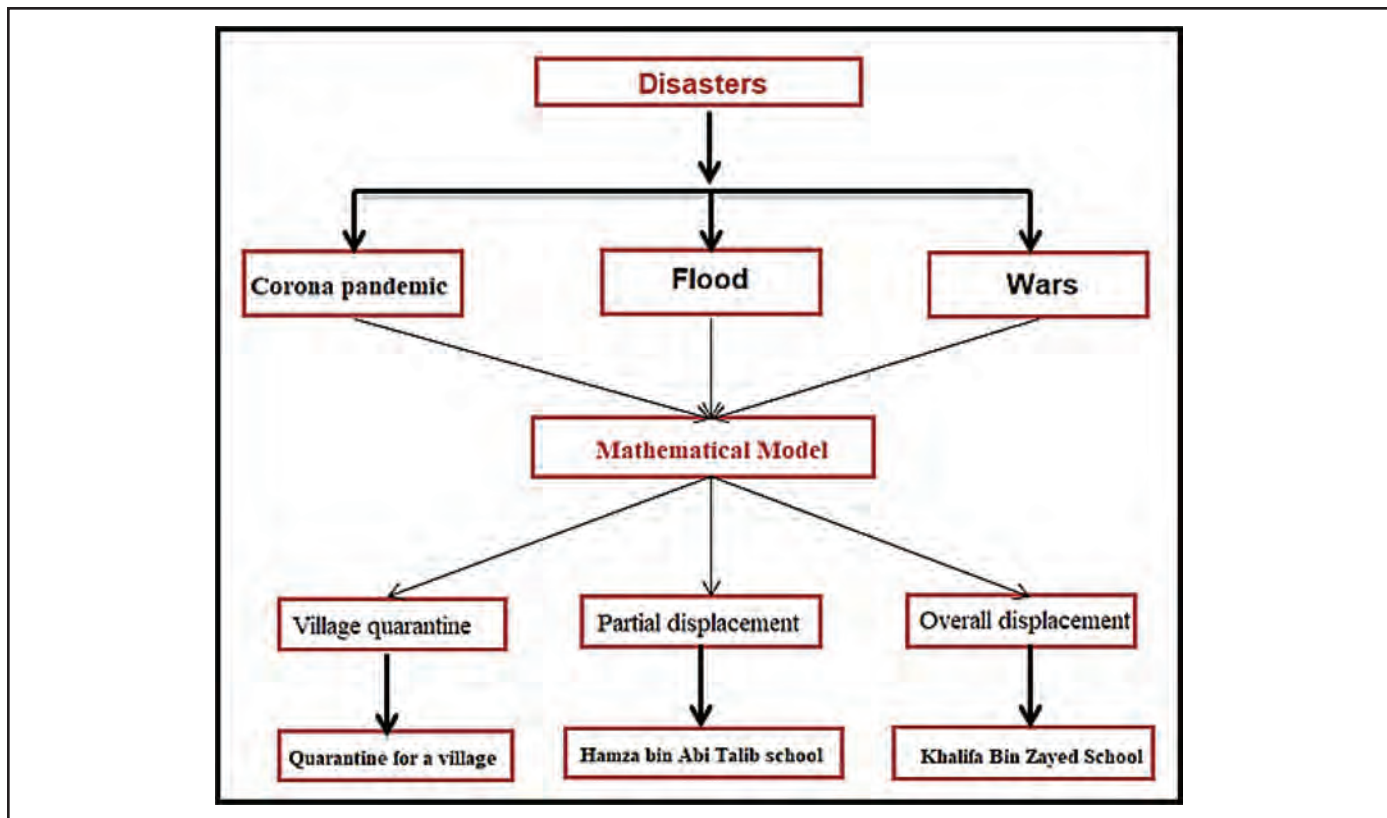 Disasters
Corona pandemic
Flood
Wars
Mathematical Model
Village quarantine
Partial displacement
Overall displacement
Quarantine for a village
Hamza bin Abi Talib school
Khalifa Bin Zayed School